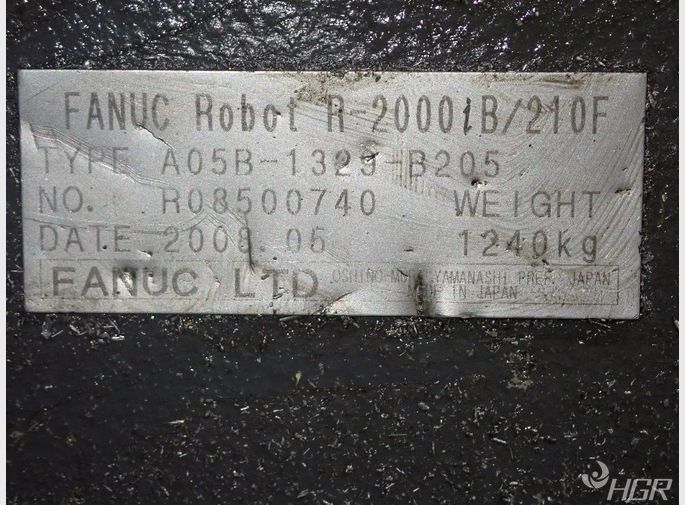 FANUC Robot R-2000iB/210F
TYPE A05B-1329-B205
NO. R08500740 WEIGHT
DATE 2008.05 1240kg
FANUC LTD OSHINO-MURA, YAMANASHI PREF. JAPAN
MADE IN JAPAN
HGR